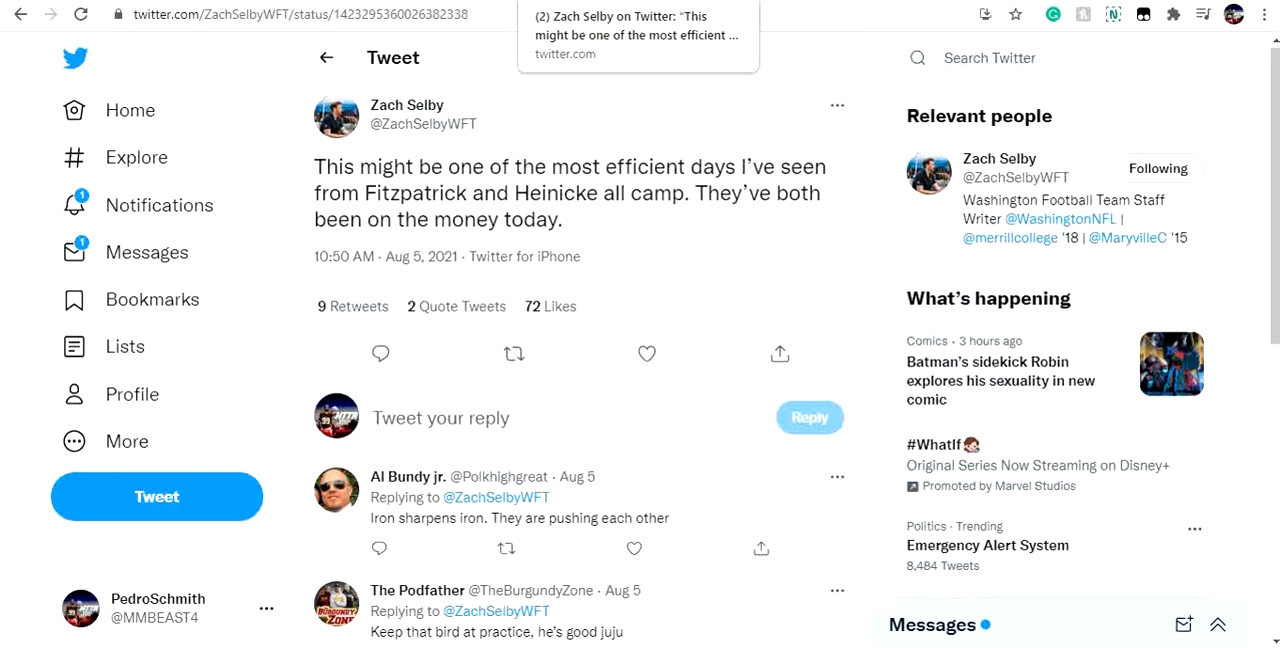 twitter.com/ZachSelbyWFT/status/1423295360026382338
(2) Zach Selby on Twitter: “This
might be one of the most efficient ...
twitter.com
Home
Explore
1
Notifications
1
Messages
Bookmarks
Lists
Profile
More
Tweet
PedroSchmith
@MMBEAST4
Tweet
Zach Selby
@ZachSelbyWFT
This might be one of the most efficient days I’ve seen
from Fitzpatrick and Heinicke all camp. They’ve both
been on the money today.
10:50 AM · Aug 5, 2021 · Twitter for iPhone
9 Retweets 2 Quote Tweets 72 Likes
Tweet your reply
Reply
Al Bundy jr. @Polkhighgreat · Aug 5
Replying to @ZachSelbyWFT
Iron sharpens iron. They are pushing each other
The Podfather @TheBurgundyZone · Aug 5
Replying to @ZachSelbyWFT
Keep that bird at practice, he’s good juju
Search Twitter
Relevant people
Zach Selby
@ZachSelbyWFT
Following
Washington Football Team Staff
Writer @WashingtonNFL |
@merrillcollege '18 | @MaryvilleC '15
What’s happening
Comics · 3 hours ago
Batman’s sidekick Robin
explores his sexuality in new
comic
#WhatIf
Original Series Now Streaming on Disney+
Promoted by Marvel Studios
Politics · Trending
Emergency Alert System
8,484 Tweets
Messages